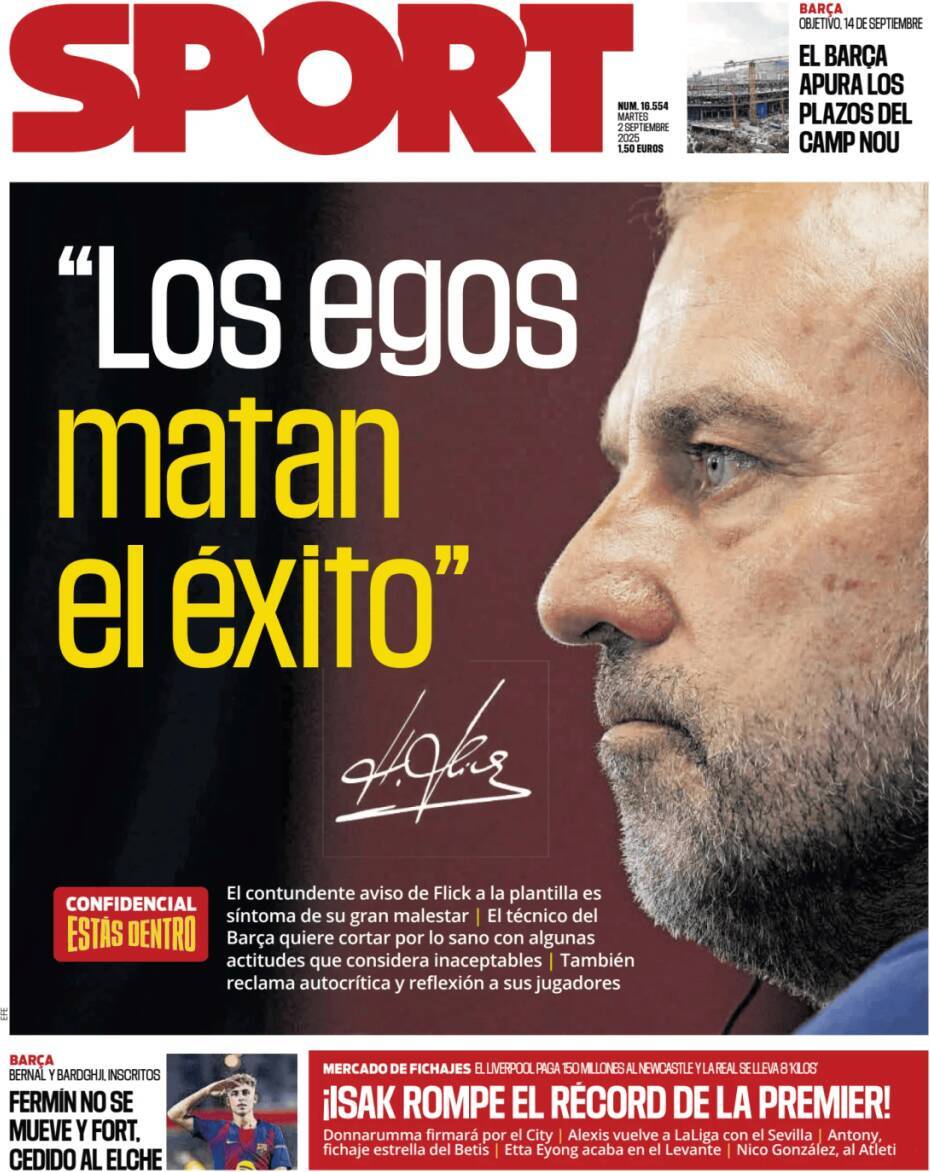 SPORT
NUM. 16.554
MARTES
2 SEPTIEMBRE
2025
1,50 EUROS
BARÇA
OBJETIVO, 14 DE SEPTIEMBRE
EL BARÇA
APURA LOS
PLAZOS DEL
CAMP NOU
“Los egos
matan
el éxito”
H. Flick
CONFIDENCIAL
ESTÁS DENTRO
El contundente aviso de Flick a la plantilla es
síntoma de su gran malestar | El técnico del
Barça quiere cortar por lo sano con algunas
actitudes que considera inaceptables | También
reclama autocrítica y reflexión a sus jugadores
EFE
BARÇA
BERNAL Y BARDGHJI, INSCRITOS
FERMÍN NO SE
MUEVE Y FORT,
CEDIDO AL ELCHE
MERCADO DE FICHAJES EL LIVERPOOL PAGA 150 MILLONES AL NEWCASTLE Y LA REAL SE LLEVA 8 'KILOS'
¡ISAK ROMPE EL RÉCORD DE LA PREMIER!
Donnarumma firmará por el City | Alexis vuelve a LaLiga con el Sevilla | Antony,
fichaje estrella del Betis | Etta Eyong acaba en el Levante | Nico González, al Atleti